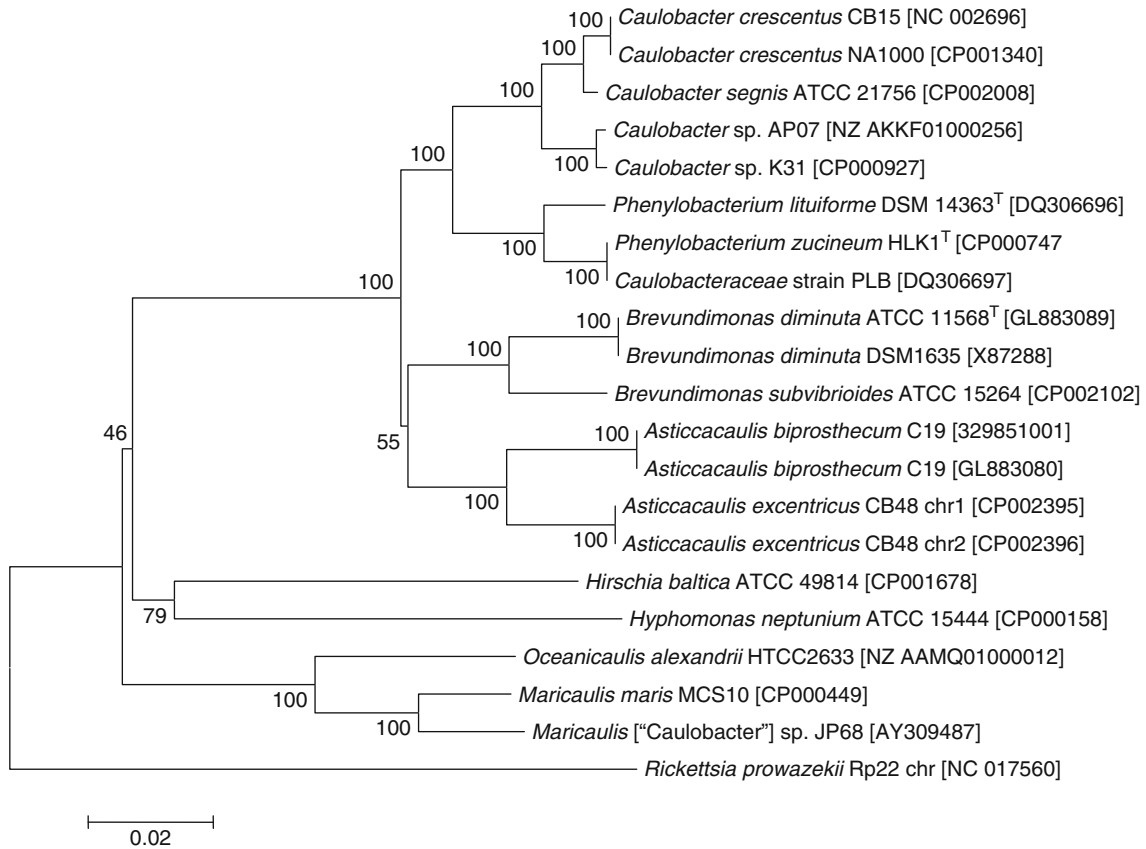 100
Caulobacter crescentus CB15 [NC 002696]
100
Caulobacter crescentus NA1000 [CP001340]
100
Caulobacter segnis ATCC 21756 [CP002008]
Caulobacter sp. AP07 [NZ AKKF01000256]
100
100
Caulobacter sp. K31 [CP000927]
Phenylobacterium lituiforme DSM 14363ᵀ [DQ306696]
100
Phenylobacterium zucineum HLK1ᵀ [CP000747
100
100
Caulobacteraceae strain PLB [DQ306697]
100
Brevundimonas diminuta ATCC 11568ᵀ [GL883089]
100
Brevundimonas diminuta DSM1635 [X87288]
Brevundimonas subvibrioides ATCC 15264 [CP002102]
46
55
100
Asticcacaulis biprosthecum C19 [329851001]
Asticcacaulis biprosthecum C19 [GL883080]
100
Asticcacaulis excentricus CB48 chr1 [CP002395]
100
Asticcacaulis excentricus CB48 chr2 [CP002396]
Hirschia baltica ATCC 49814 [CP001678]
79
Hyphomonas neptunium ATCC 15444 [CP000158]
Oceanicaulis alexandrii HTCC2633 [NZ AAMQ01000012]
100
Maricaulis maris MCS10 [CP000449]
100
Maricaulis [“Caulobacter”] sp. JP68 [AY309487]
Rickettsia prowazekii Rp22 chr [NC 017560]
0.02